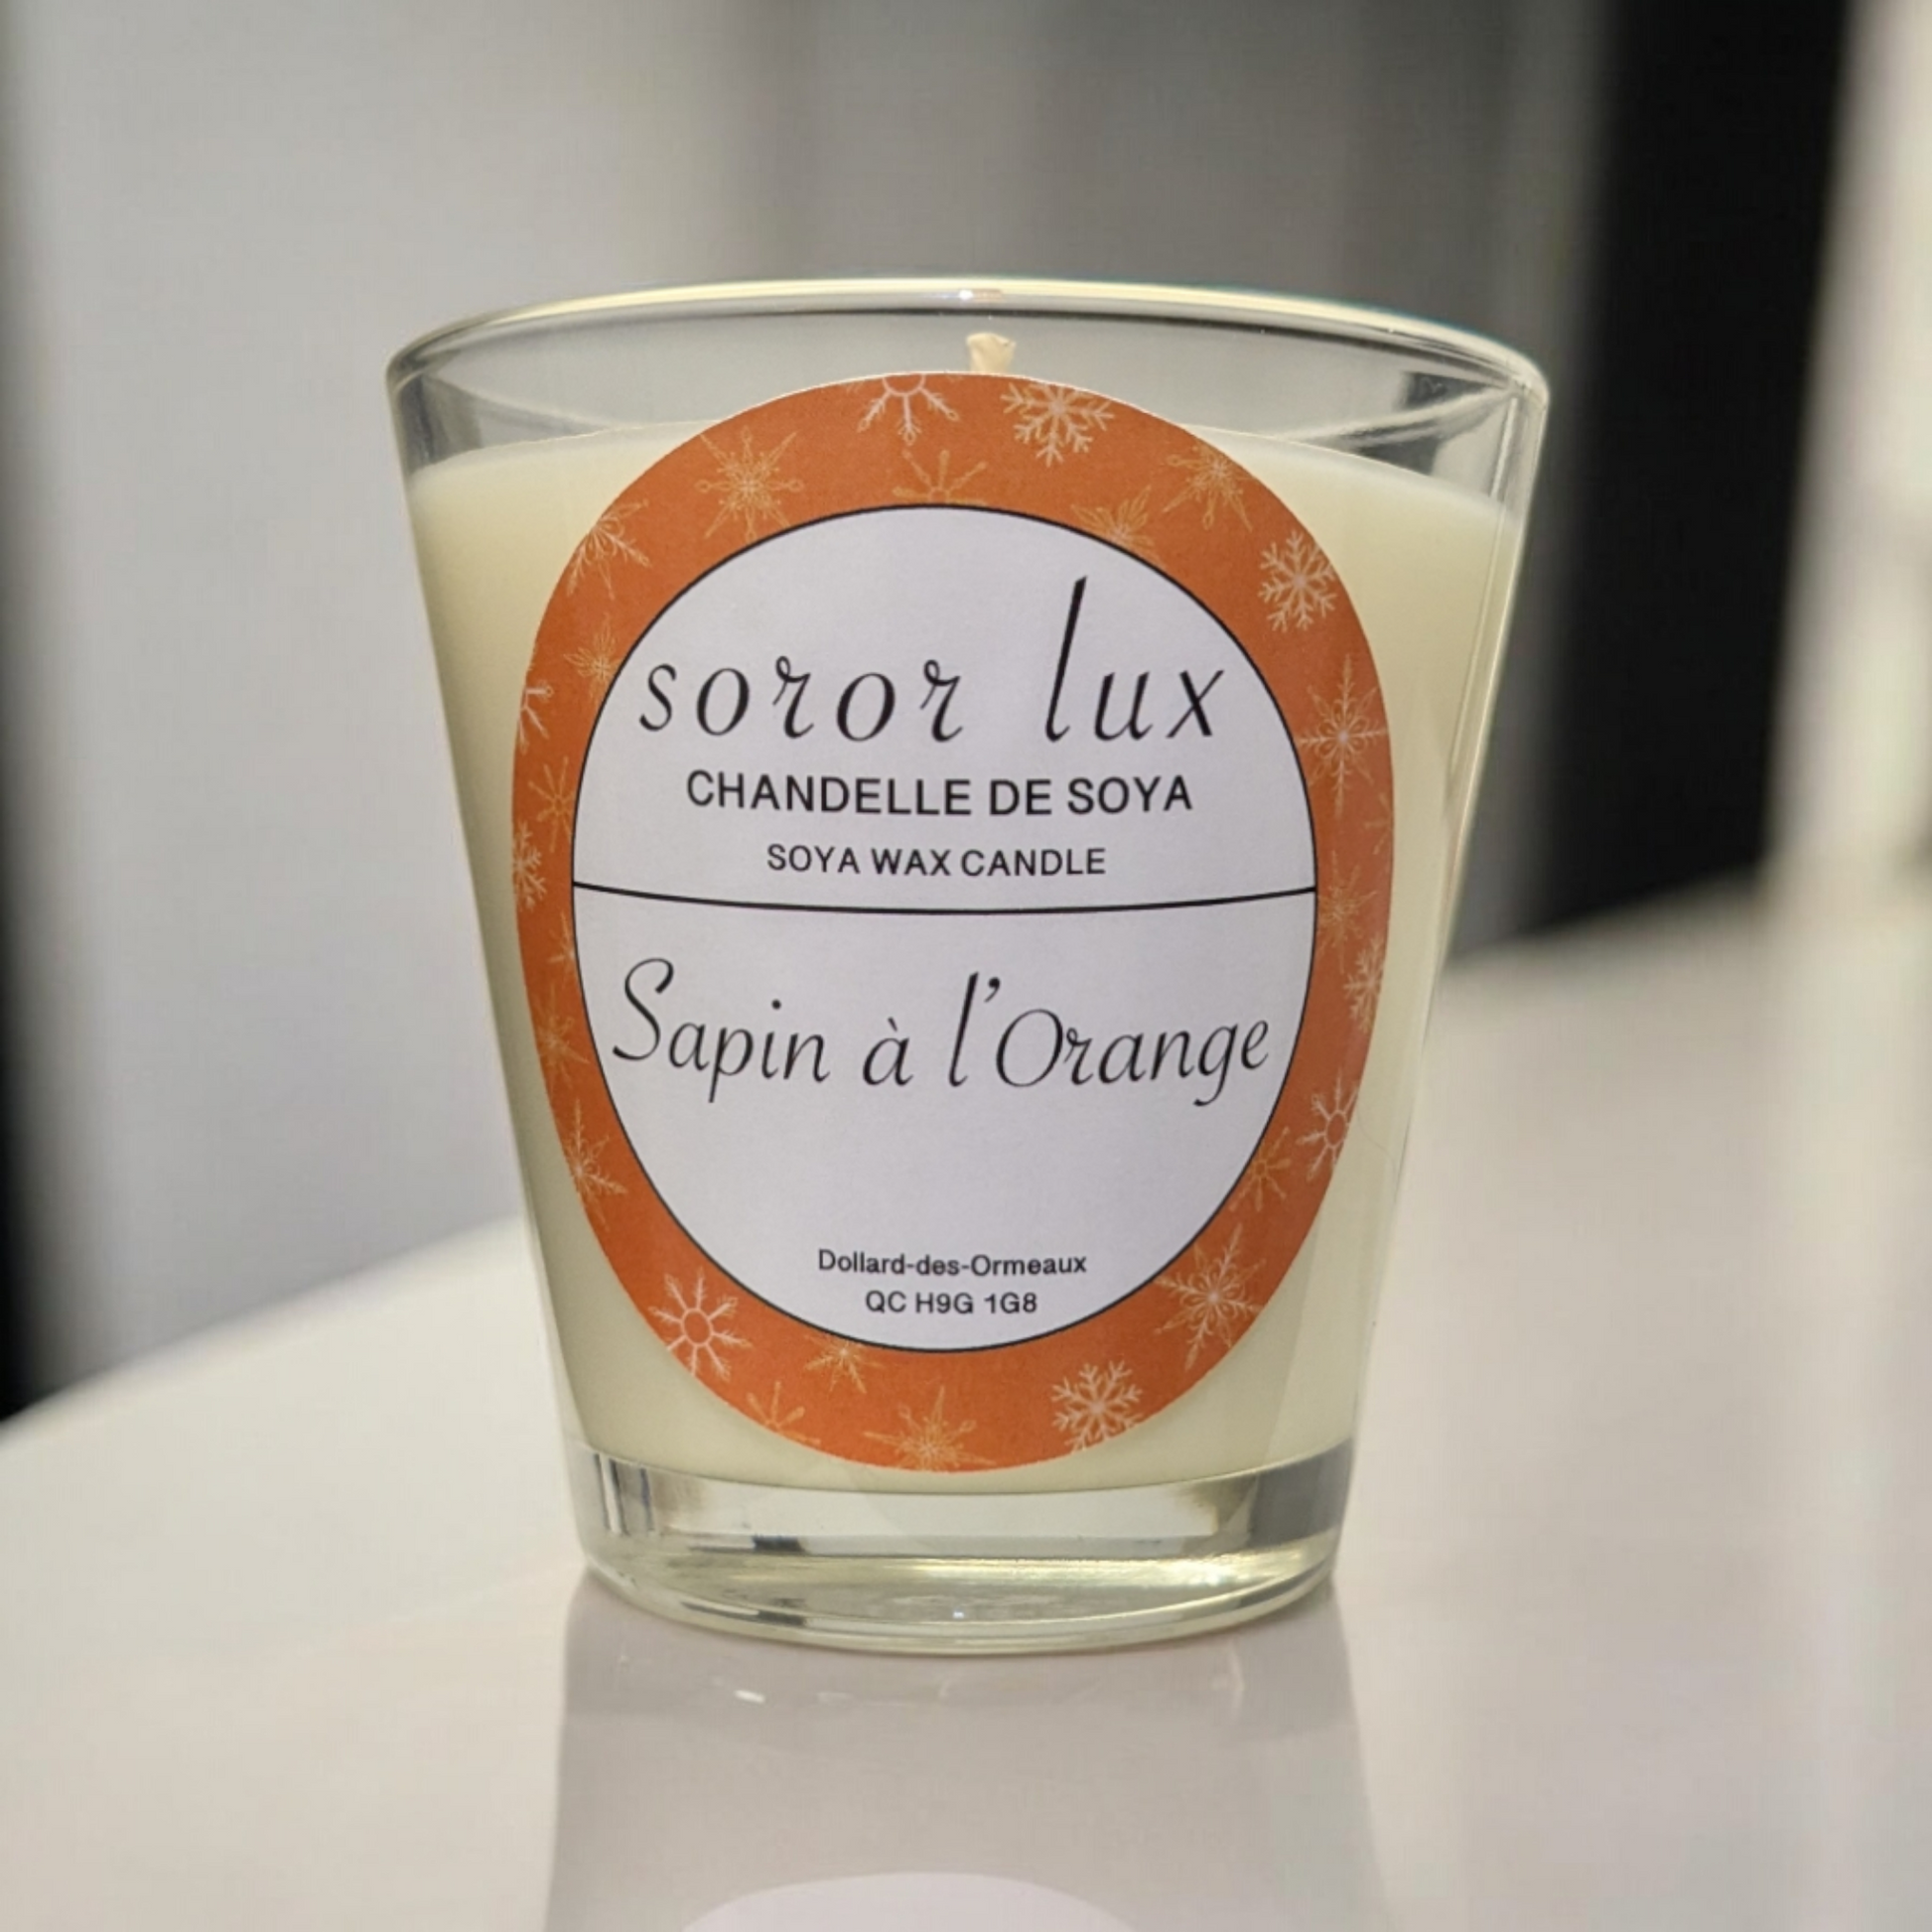 soror lux
CHANDELLE DE SOYA
SOYA WAX CANDLE
Sapin à l'Orange
Dollard-des-Ormeaux
QC H9G 1G8